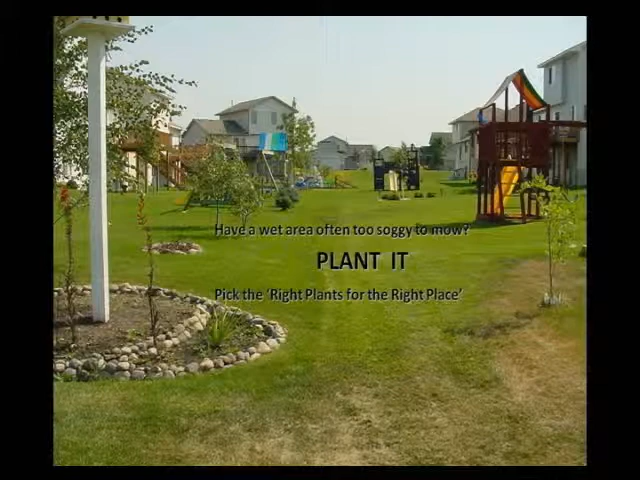 Have a wet area often too soggy to mow?
PLANT IT
Pick the 'Right Plants for the Right Place'